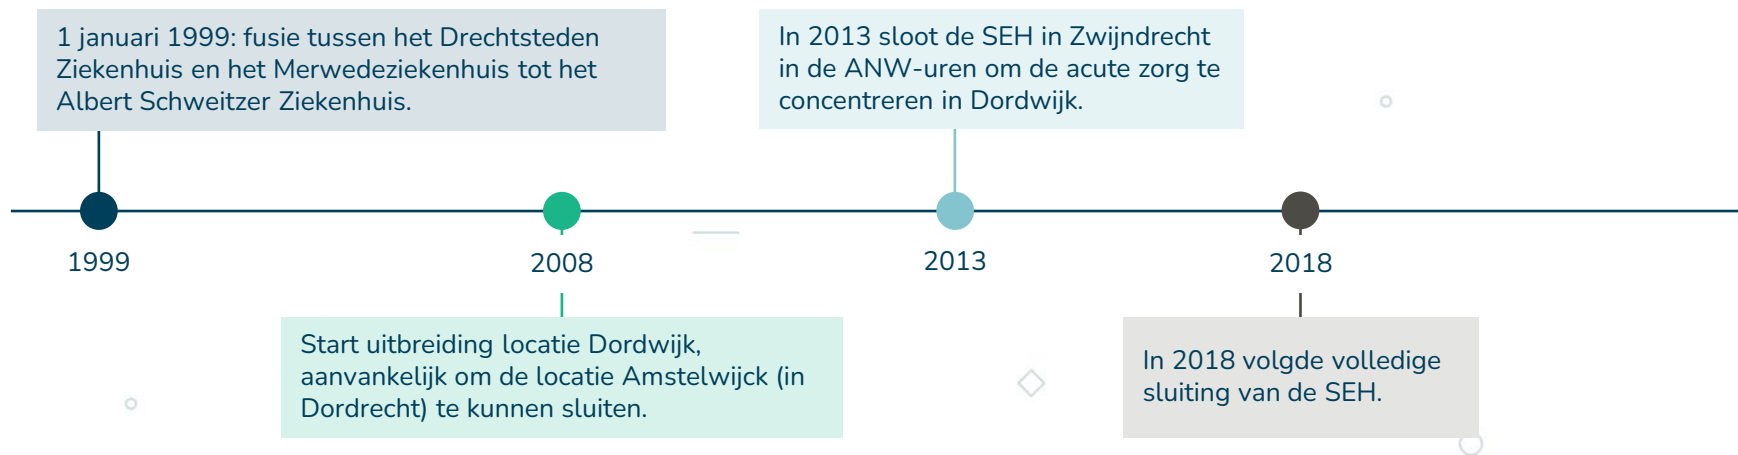 1 januari 1999: fusie tussen het Drechtsteden
Ziekenhuis en het Merwedeziekenhuis tot het
Albert Schweitzer Ziekenhuis.
In 2013 sloot de SEH in Zwijndrecht
in de ANW-uren om de acute zorg te
concentreren in Dordwijk.
1999
2008
2013
2018
Start uitbreiding locatie Dordwijk,
aanvankelijk om de locatie Amstelwijck (in
Dordrecht) te kunnen sluiten.
In 2018 volgde volledige
sluiting van de SEH.